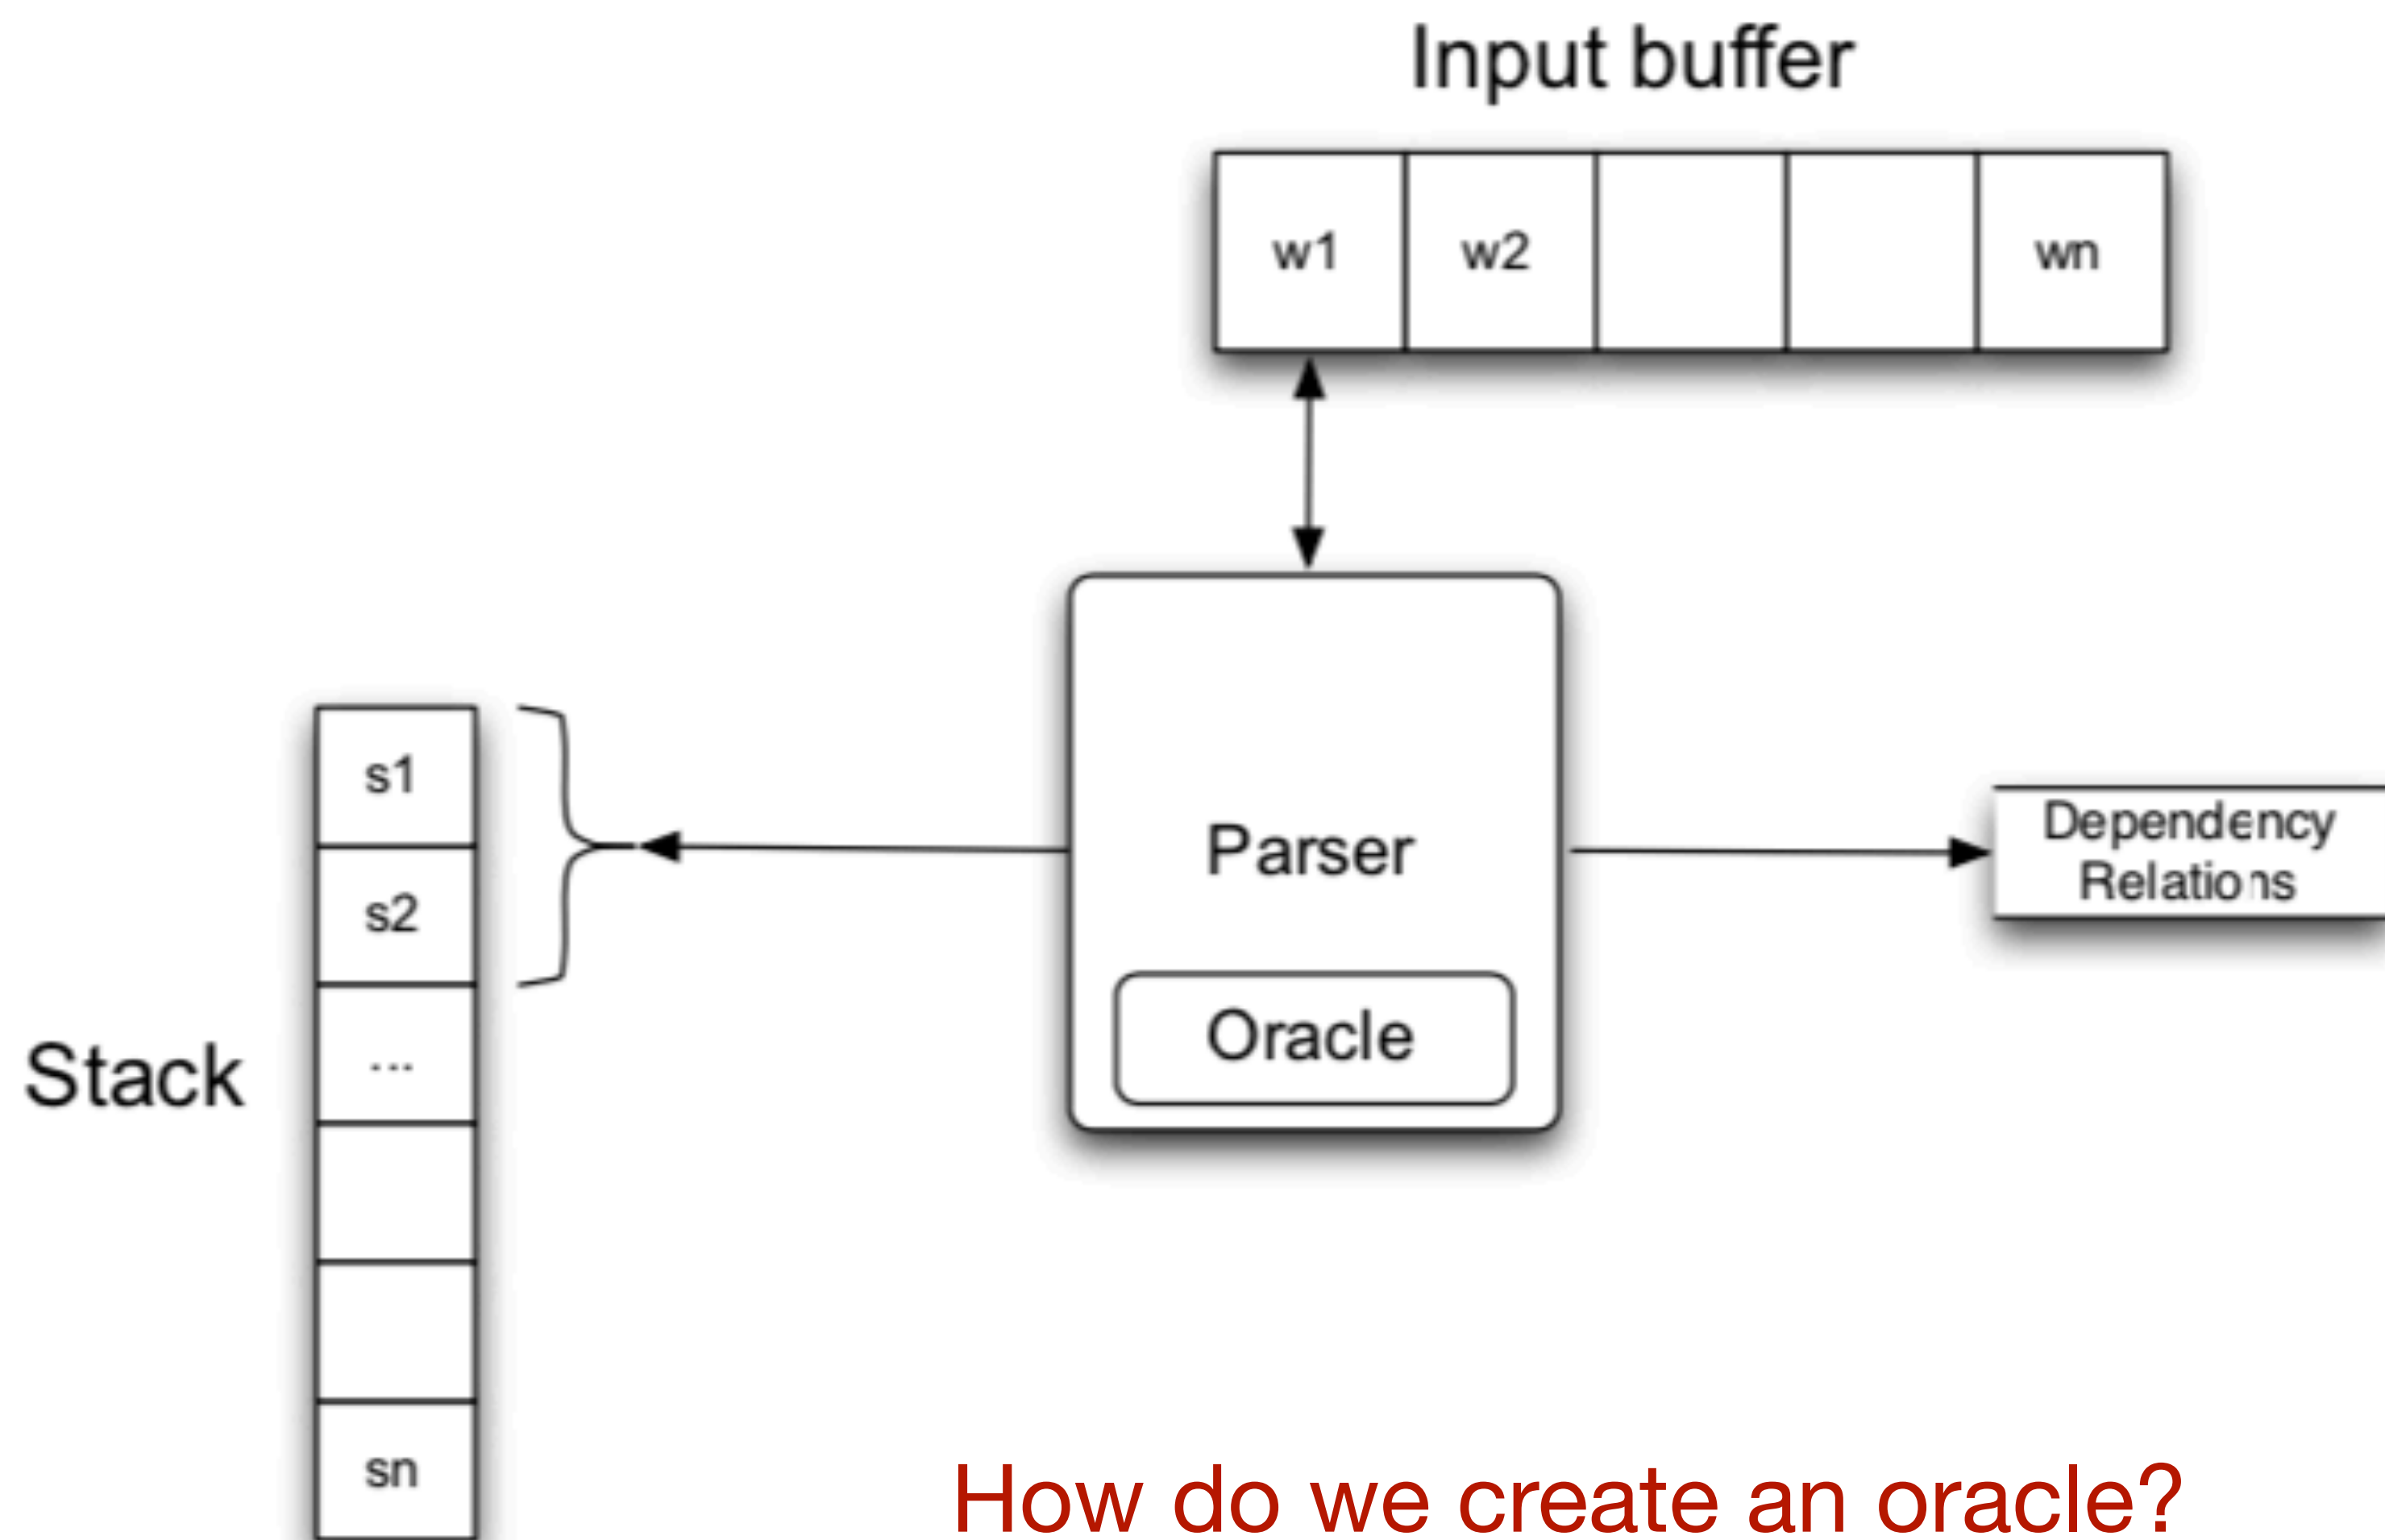 Input buffer
w1 w2 wn
s1
s2
...
sn
Stack
Parser
Oracle
Dependency
Relations
How do we create an oracle?